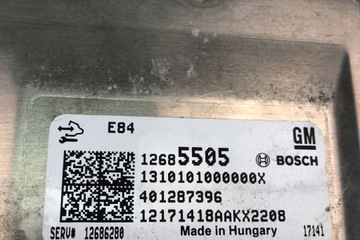 E84
GM
12685505 BOSCH
1310101000000X
401287396
12171418AAKX2208
Made in Hungary
SERV# 12686280 17141